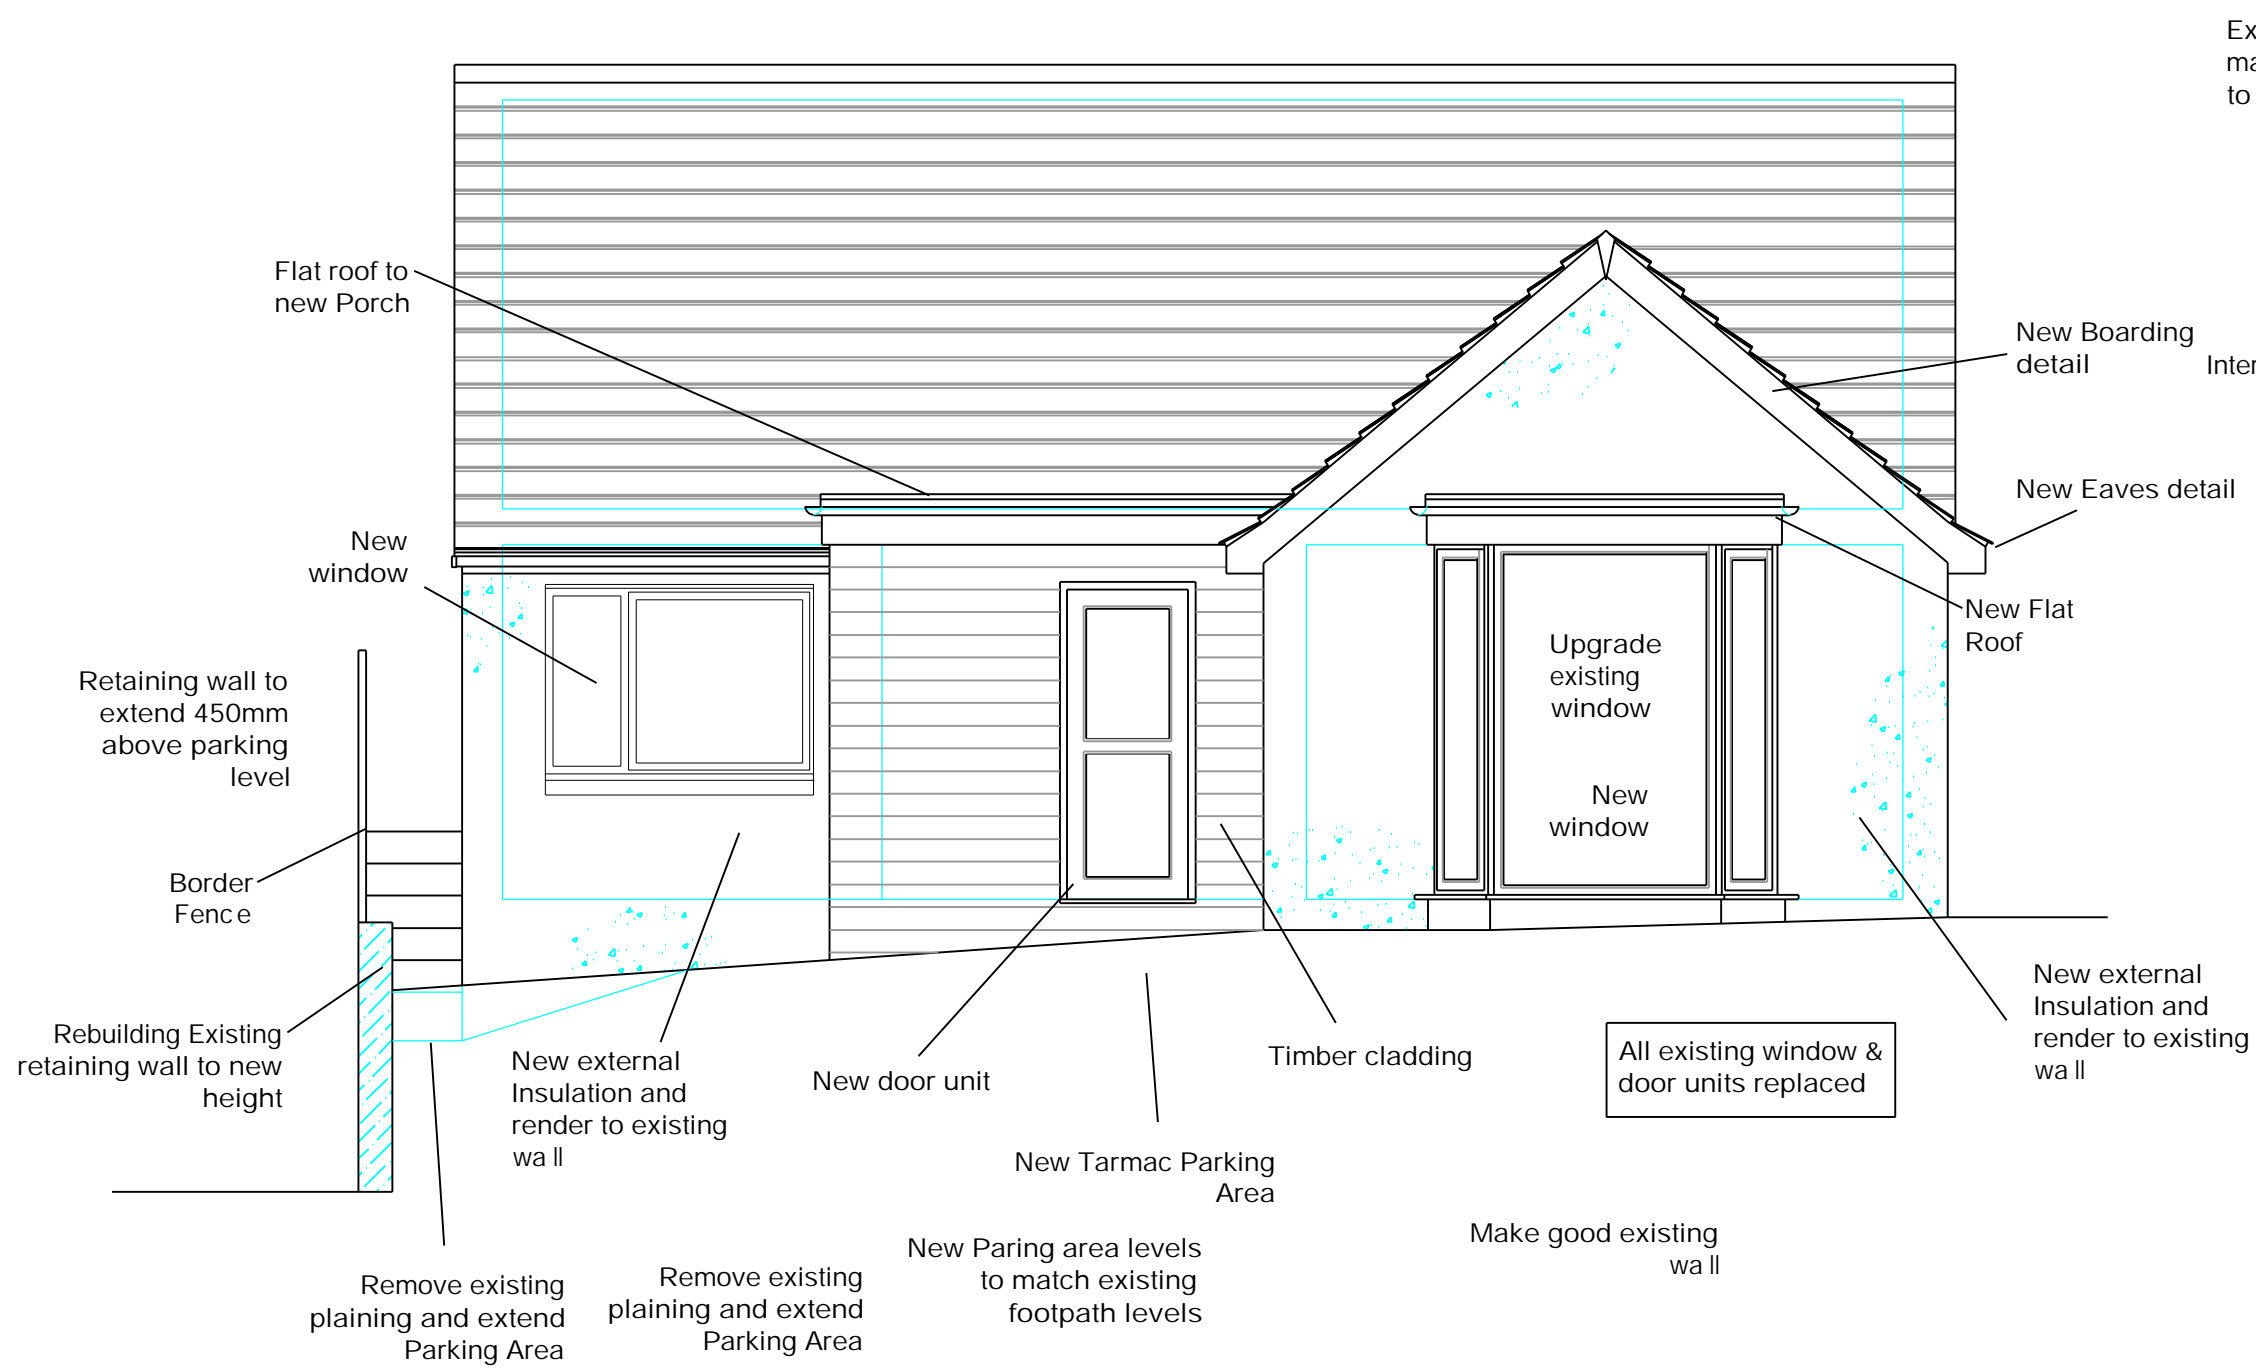 Ex
ma
to
Flat roof to
new Porch
New Boarding
detail
Inter
New Eaves detail
New
window
New Flat
Roof
Upgrade
existing
window
New
window
Retaining wall to
extend 450mm
above parking
level
Border
Fence
Rebuilding Existing
retaining wall to new
height
New external
Insulation and
render to existing
wall
New door unit
Timber cladding
All existing window &
door units replaced
New external
Insulation and
render to existing
wall
New Tarmac Parking
Area
New Paring area levels
to match existing
footpath levels
Make good existing
wall
Remove existing
plaining and extend
Parking Area
Remove existing
plaining and extend
Parking Area